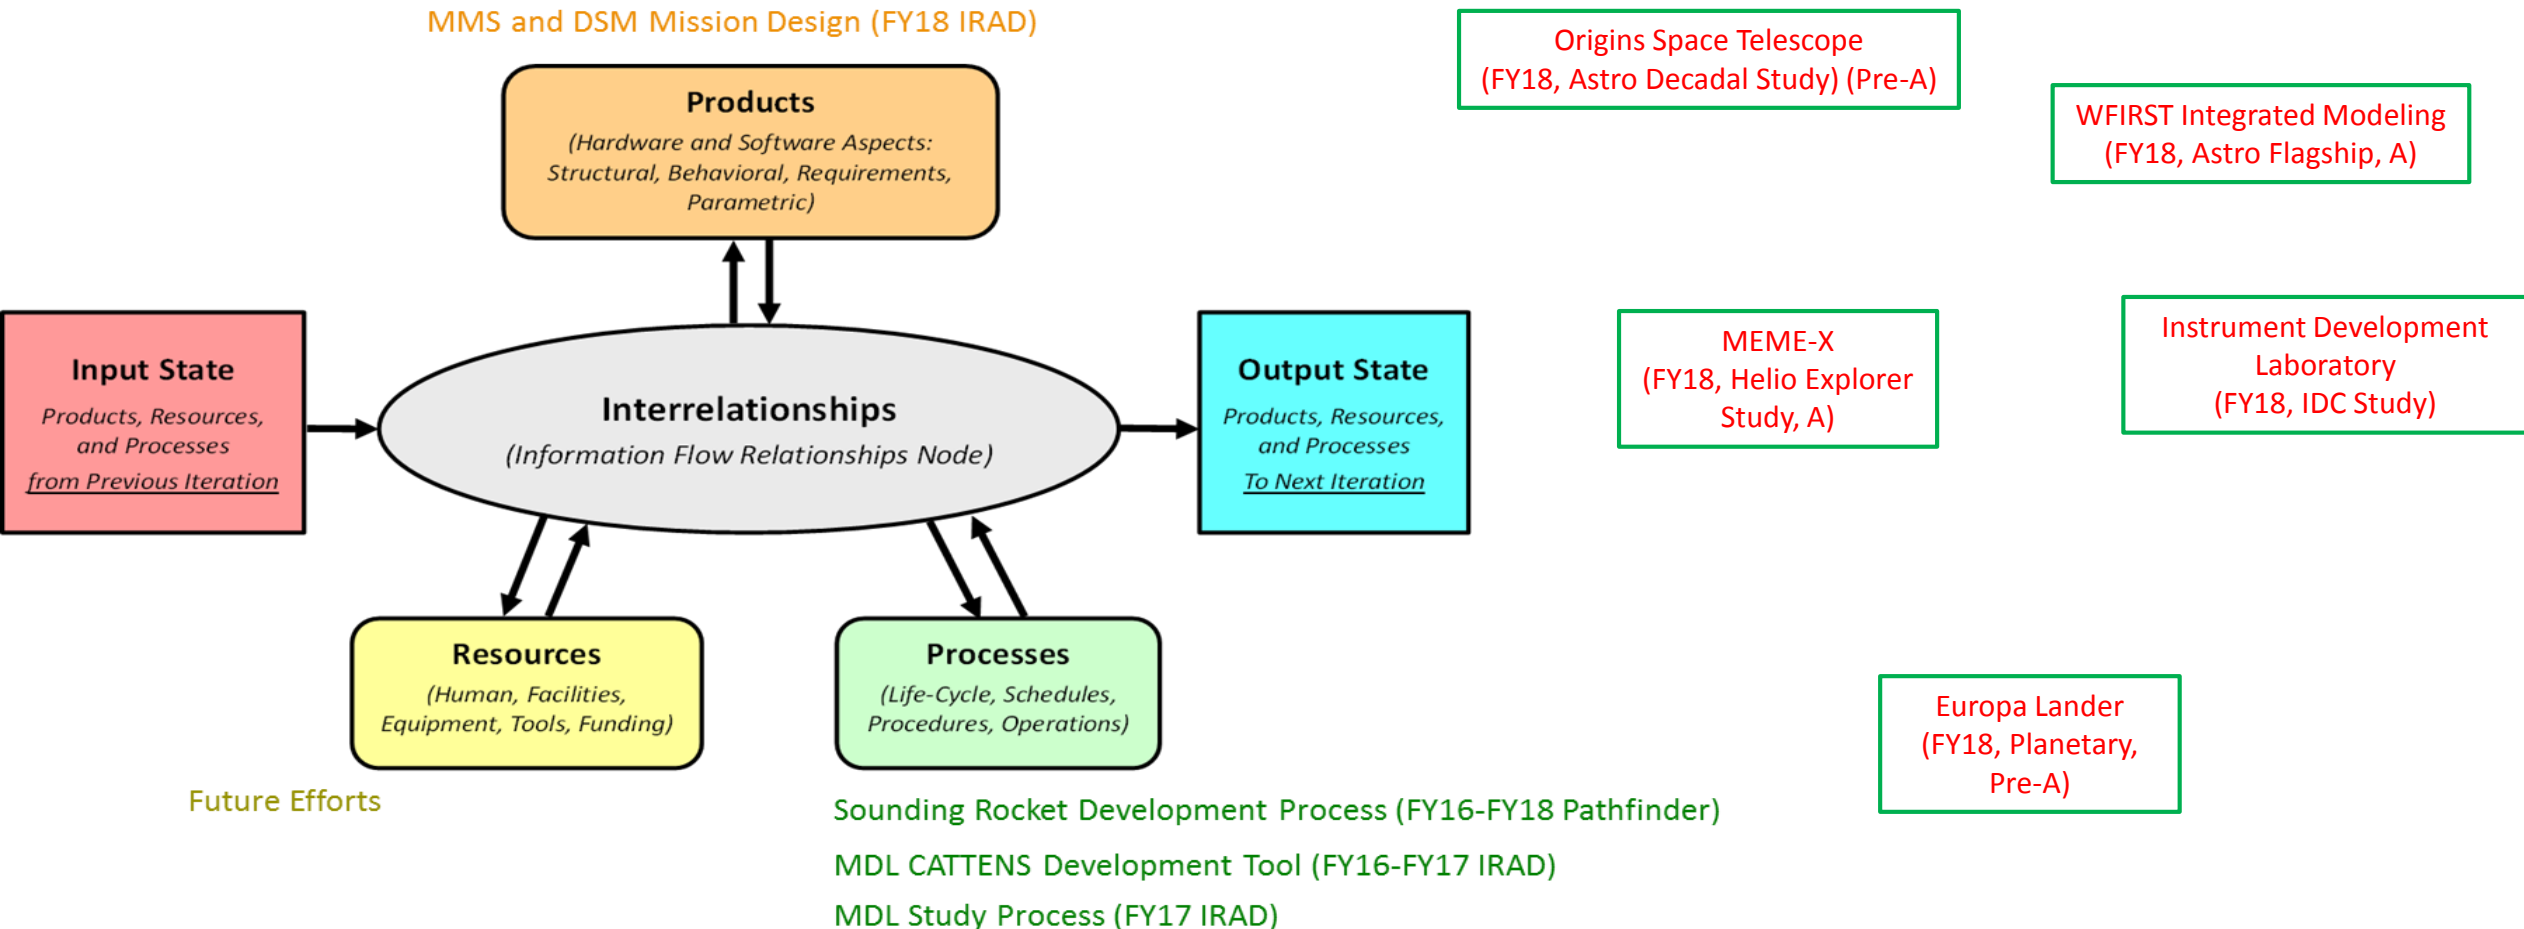 MMS and DSM Mission Design (FY18 IRAD)
Products
(Hardware and Software Aspects:
Structural, Behavioral, Requirements,
Parametric)
Input State
Products, Resources,
and Processes
from Previous Iteration
Interrelationships
(Information Flow Relationships Node)
Output State
Products, Resources,
and Processes
To Next Iteration
Resources
(Human, Facilities,
Equipment, Tools, Funding)
Processes
(Life-Cycle, Schedules,
Procedures, Operations)
Future Efforts
Sounding Rocket Development Process (FY16-FY18 Pathfinder)
MDL CATTENS Development Tool (FY16-FY17 IRAD)
MDL Study Process (FY17 IRAD)
Origins Space Telescope
(FY18, Astro Decadal Study) (Pre-A)
WFIRST Integrated Modeling
(FY18, Astro Flagship, A)
MEME-X
(FY18, Helio Explorer
Study, A)
Instrument Development
Laboratory
(FY18, IDC Study)
Europa Lander
(FY18, Planetary,
Pre-A)